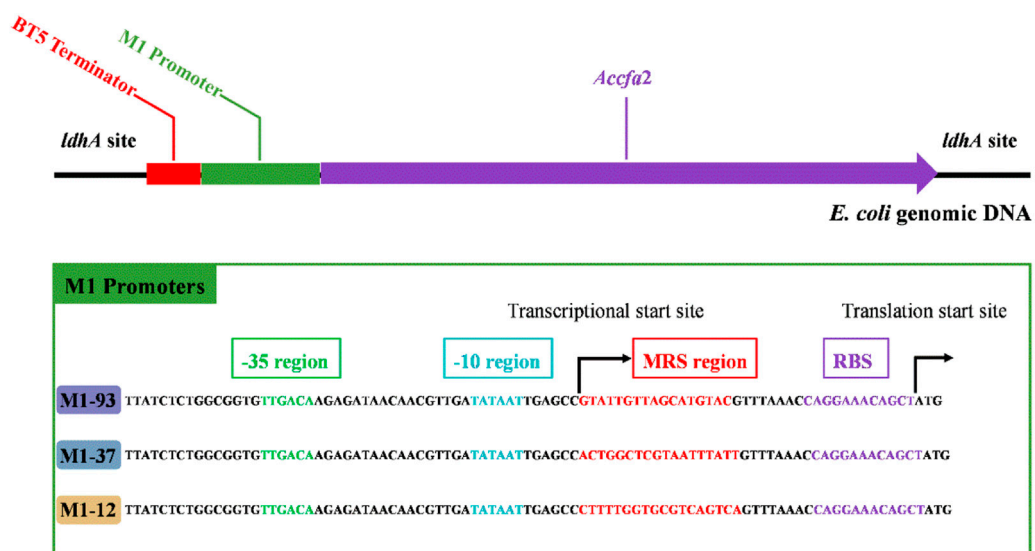 BT5 Terminator
M1 Promoter
Accfa2
ldhA site
ldhA site
E. coli genomic DNA
M1 Promoters
Transcriptional start site
Translation start site
-35 region
-10 region
MRS region
RBS
M1-93 TTATCTCTGGCGGTGTTGACAAGAGATAACAACGTTGATATAATTGAGCCGTATTGTTAGCATGTACGTTTAAACCAGGAAACAGCTATG
M1-37 TTATCTCTGGCGGTGTTGACAAGAGATAACAACGTTGATATAATTGAGCCACTGGCTCGTAATTTATTGTTTAAACCAGGAAACAGCTATG
M1-12 TTATCTCTGGCGGTGTTGACAAGAGATAACAACGTTGATATAATTGAGCCCTTTTGGTGCGTCAGTCAGTTTAAACCAGGAAACAGCTATG